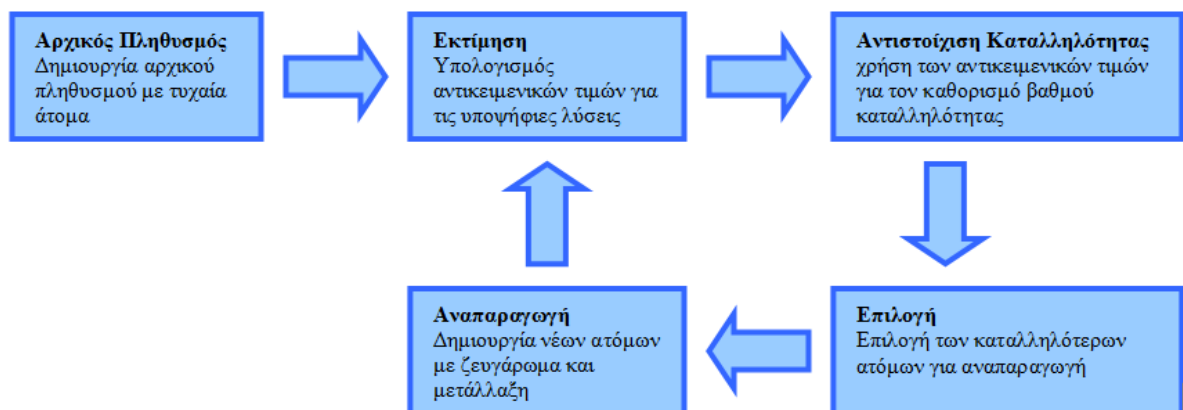 Αρχικός Πληθυσμός
Δημιουργία αρχικού
πληθυσμού με τυχαία
άτομα
Εκτίμηση
Υπολογισμός
αντικειμενικών τιμών για
τις υποψήφιες λύσεις
Αντιστοίχιση Καταλληλότητας
χρήση των αντικειμενικών τιμών
για τον καθορισμό βαθμού
καταλληλότητας
Αναπαραγωγή
Δημιουργία νέων ατόμων
με ζευγάρωμα και
μετάλλαξη
Επιλογή
Επιλογή των καταλληλότερων
ατόμων για αναπαραγωγή